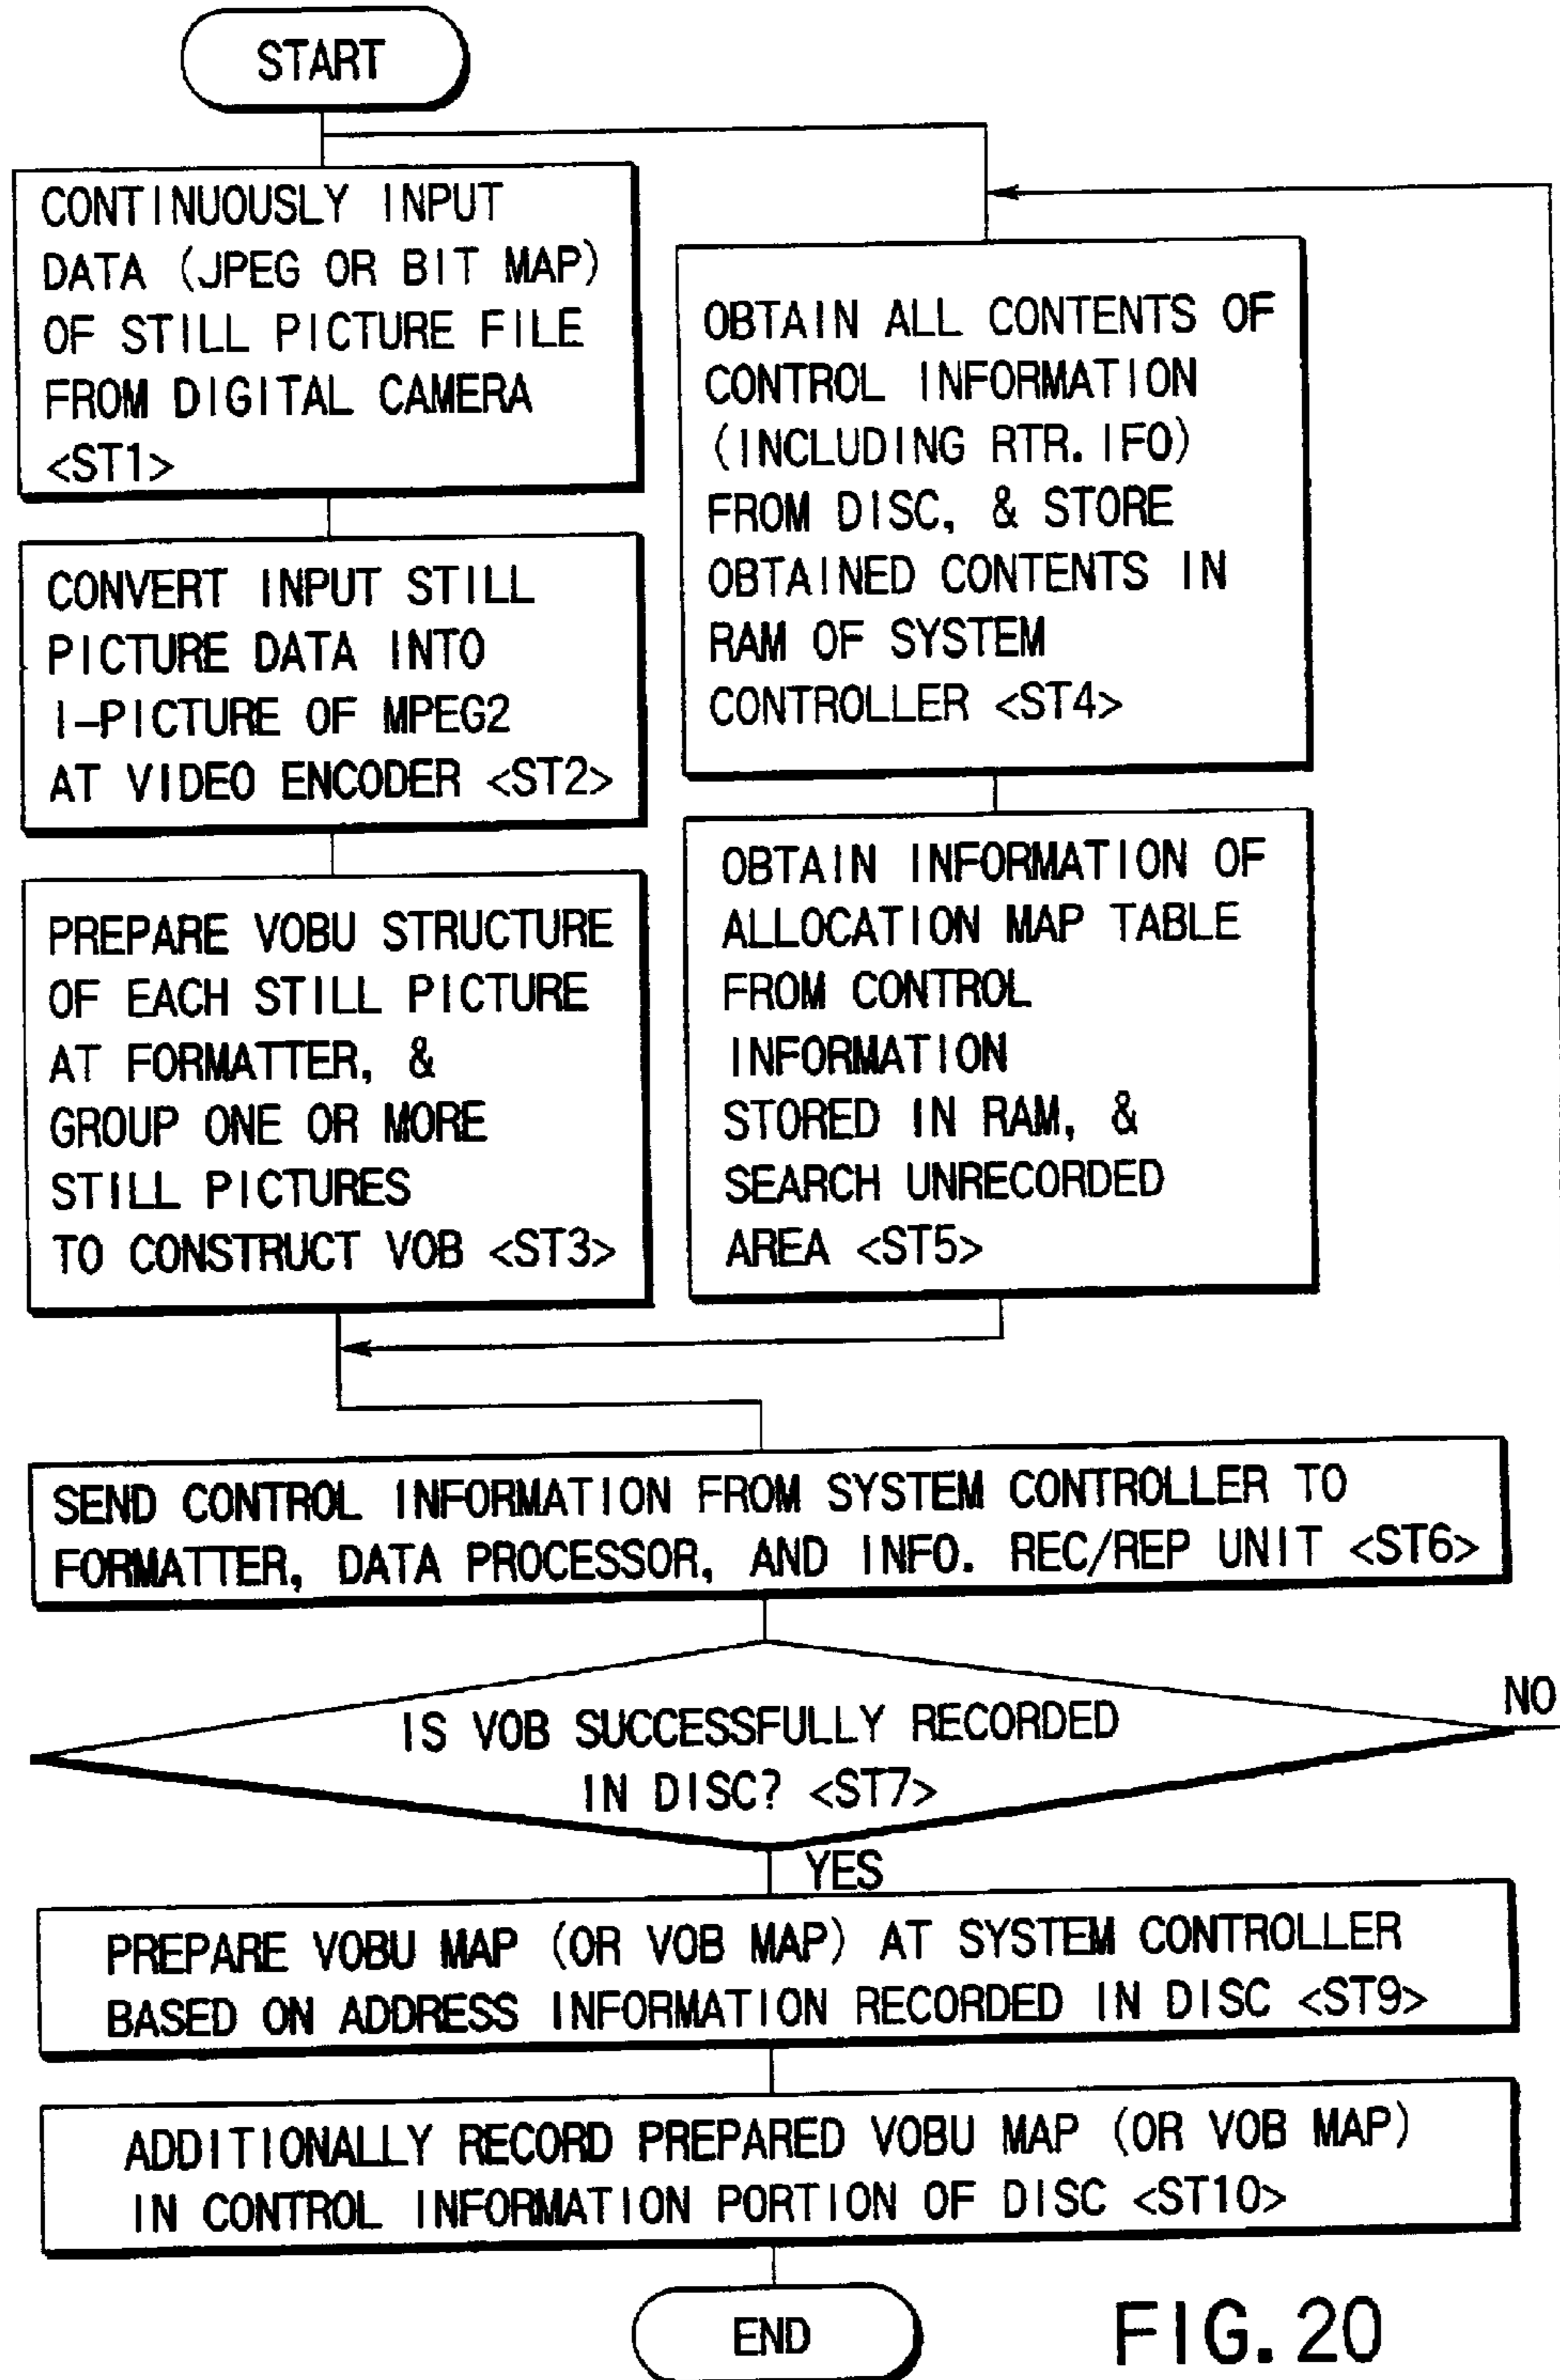 START
CONTINUOUSLY INPUT
DATA (JPEG OR BIT MAP)
OF STILL PICTURE FILE
FROM DIGITAL CAMERA
<ST1>
CONVERT INPUT STILL
PICTURE DATA INTO
I-PICTURE OF MPEG2
AT VIDEO ENCODER <ST2>
PREPARE VOBU STRUCTURE
OF EACH STILL PICTURE
AT FORMATTER, &
GROUP ONE OR MORE
STILL PICTURES
TO CONSTRUCT VOB <ST3>
OBTAIN ALL CONTENTS OF
CONTROL INFORMATION
(INCLUDING RTR. IFO)
FROM DISC, & STORE
OBTAINED CONTENTS IN
RAM OF SYSTEM
CONTROLLER <ST4>
OBTAIN INFORMATION OF
ALLOCATION MAP TABLE
FROM CONTROL
INFORMATION
STORED IN RAM, &
SEARCH UNRECORDED
AREA <ST5>
SEND CONTROL INFORMATION FROM SYSTEM CONTROLLER TO
FORMATTER, DATA PROCESSOR, AND INFO. REC/REP UNIT <ST6>
IS VOB SUCCESSFULLY RECORDED
IN DISC? <ST7>
NO
YES
PREPARE VOBU MAP (OR VOB MAP) AT SYSTEM CONTROLLER
BASED ON ADDRESS INFORMATION RECORDED IN DISC <ST9>
ADDITIONALLY RECORD PREPARED VOBU MAP (OR VOB MAP)
IN CONTROL INFORMATION PORTION OF DISC <ST10>
END
FIG. 20